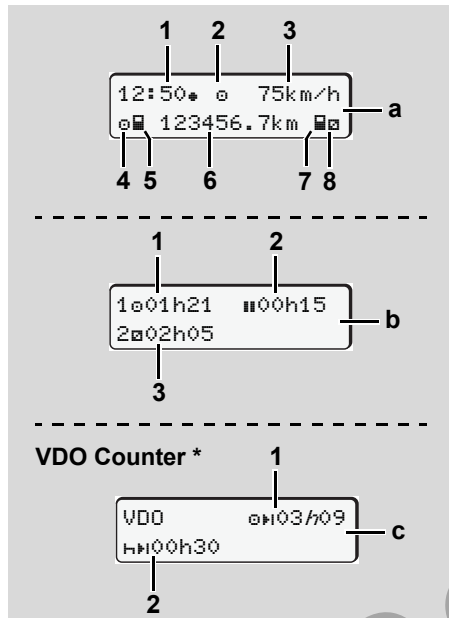 1 2 3
12:50● ⊙ 75km/h
a
⊙ 123456.7km
4 5 6 7 8
1 2
1⊙01h21 00h15
b
2 02h05
3
VDO Counter * 1
VDO 03h09
c
00h30
2